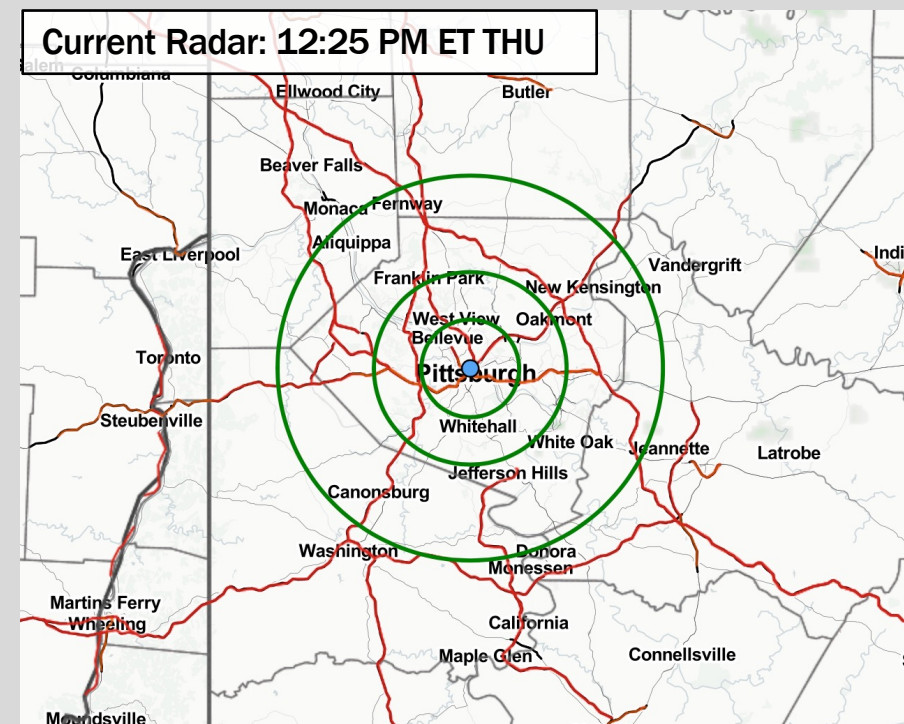 Current Radar: 12:25 PM ET THU
Columbiana
Ellwood City
Butler
Beaver Falls
Monaca
Fernway
Aliquippa
East Liverpool
Vandergrift
Franklin Park
New Kensington
West View
Oakmont
Bellevue
Toronto
Pittsburgh
Steubenville
Whitehall
White Oak
Jeannette
Latrobe
Jefferson Hills
Canonsburg
Washington
Donora
Monessen
Martins Ferry
Wheeling
California
Maple Glen
Connellsville
Moundsville